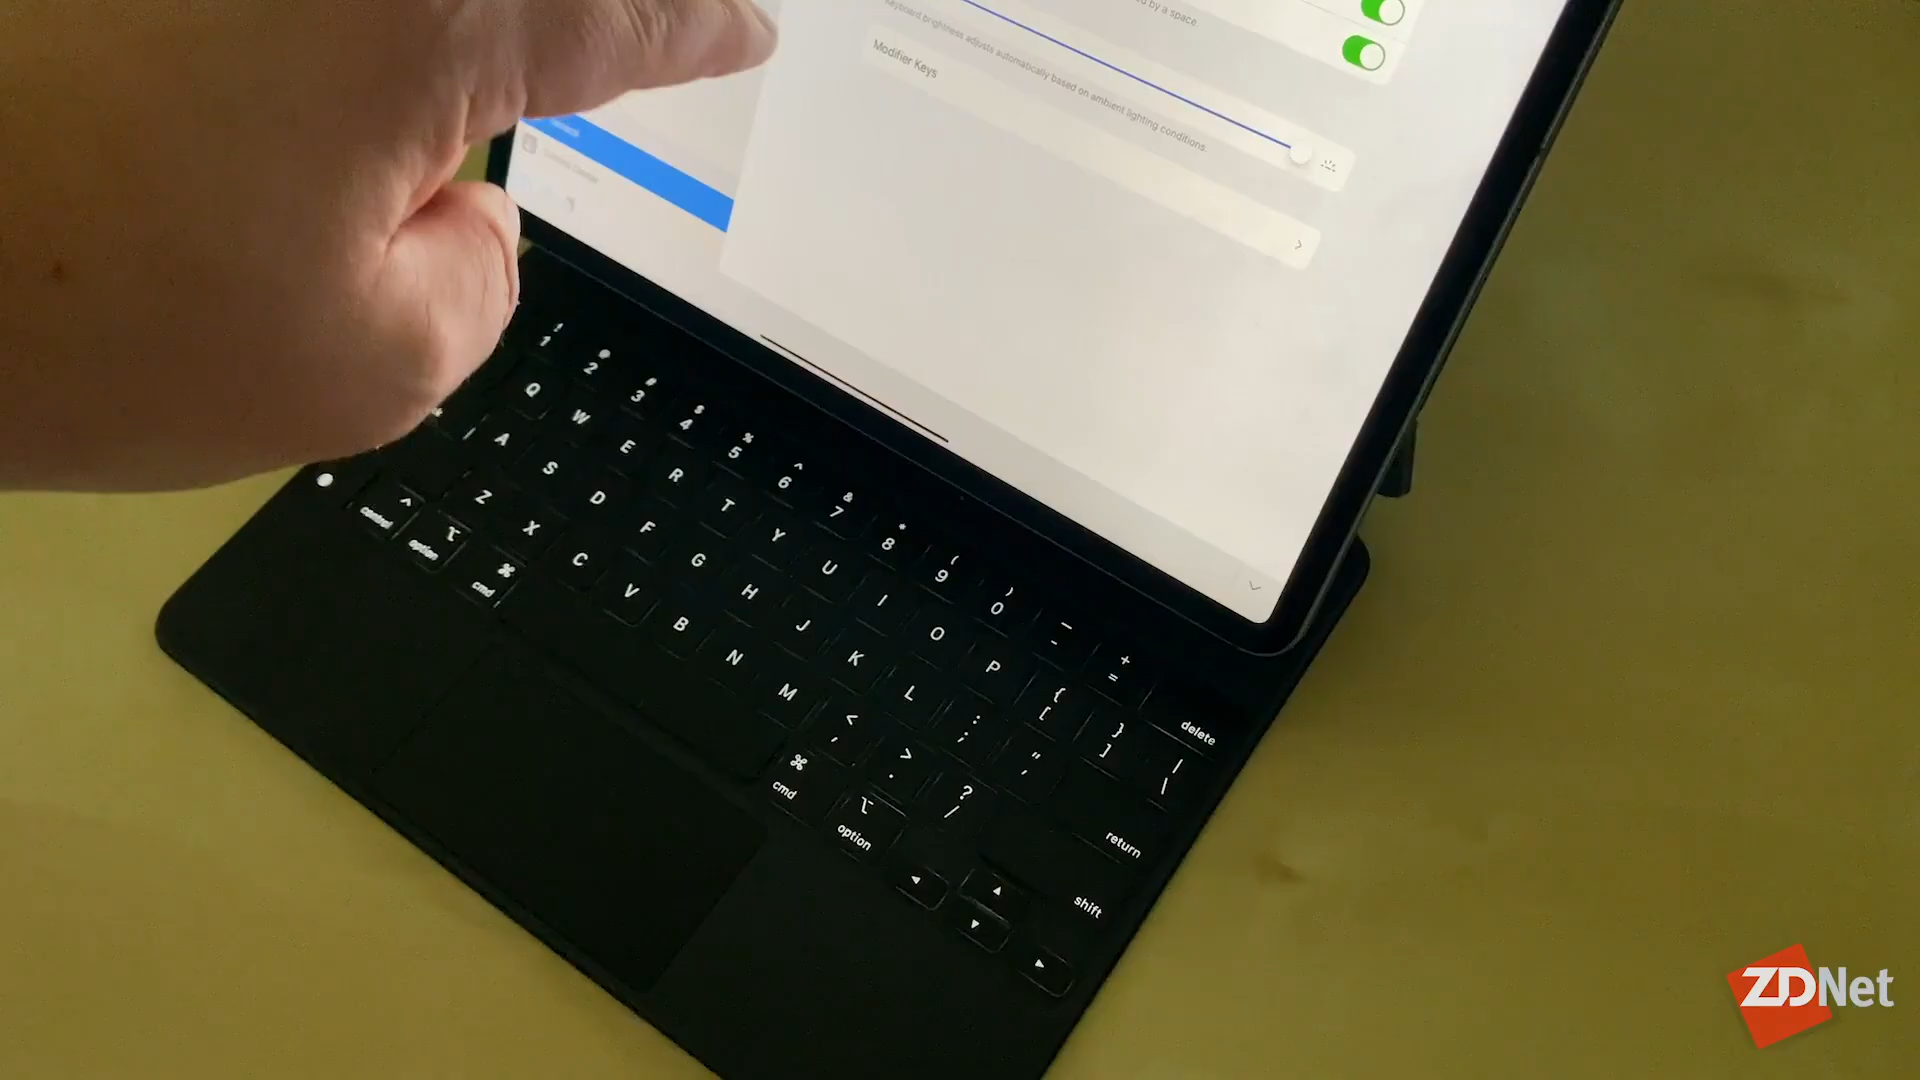 d by a space.
Keyboard brightness adjusts automatically based on ambient lighting conditions.
Modifier Keys
! @ # $ % ^ & * ( ) _ +
1 2 3 4 5 6 7 8 9 0 - = delete
Q W E R T Y U I O P { [ } ] | \
A S D F G H J K L : ; " ' return
Z X C V B N M < , > . ? / shift
^ control ⌥ option ⌘ cmd ⌘ cmd ⌥ option ◀ ▲ ▼ ▶
ZDNet